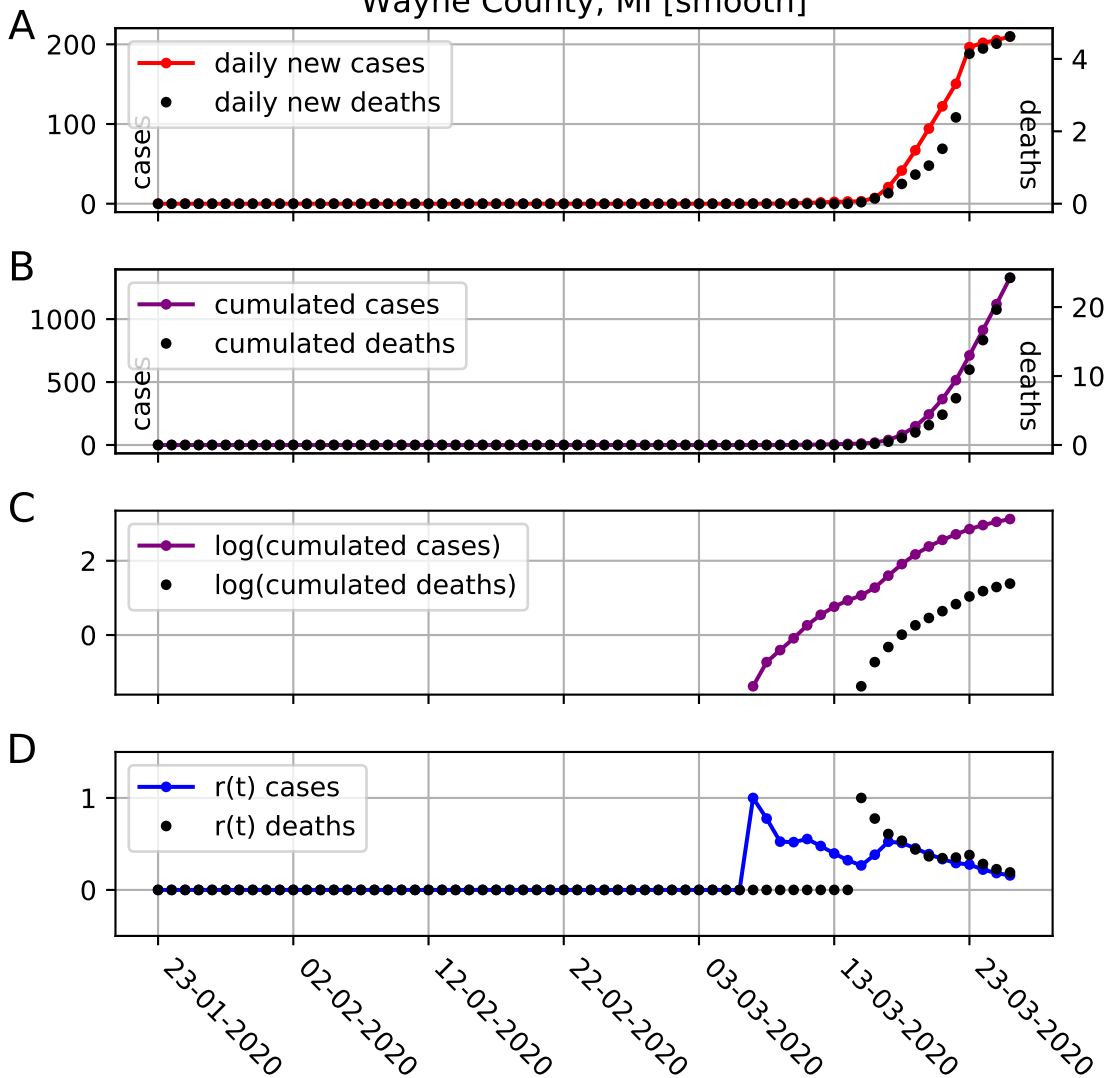 Wayne County, MI [smooth]
A
200
100
0
cases
daily new cases
daily new deaths
4
2
0
deaths
B
1000
500
0
cases
cumulated cases
cumulated deaths
20
10
0
deaths
C
2
0
log(cumulated cases)
log(cumulated deaths)
D
1
0
r(t) cases
r(t) deaths
23-01-2020
02-02-2020
12-02-2020
22-02-2020
03-03-2020
13-03-2020
23-03-2020